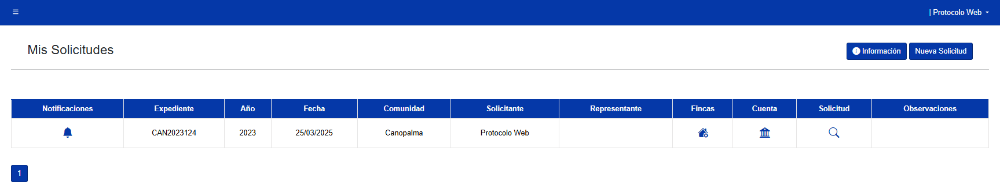 | Protocolo Web
Mis Solicitudes
Información
Nueva Solicitud
Notificaciones Expediente Año Fecha Comunidad Solicitante Representante Fincas Cuenta Solicitud Observaciones
CAN2023124 2023 25/03/2025 Canopalma Protocolo Web
1